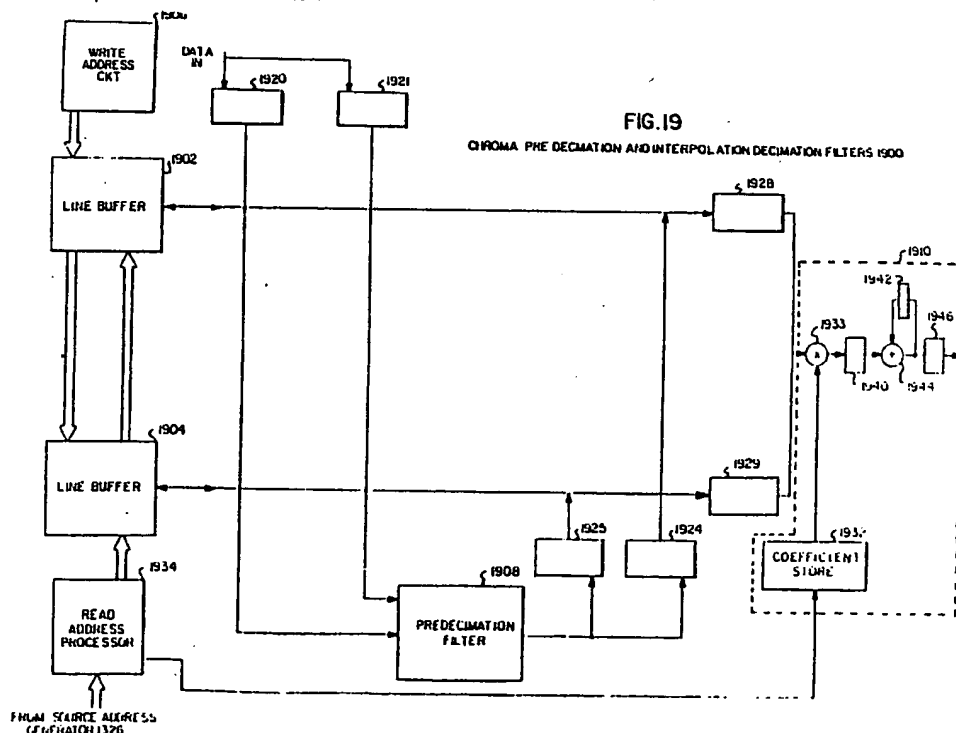 WRITE
ADDRESS
CKT
DATA
IN
1920
1921
FIG.19
CHROMA PRE DECMATION AND INTERPOLATION DECIMATION FILTERS 1900
1902
LINE BUFFER
1928
1910
1942
1933
1946
1940
1944
1904
LINE BUFFER
1929
1925
1924
1934
READ
ADDRESS
PROCESSOR
1908
PREDECIMATION
FILTER
1932
COEFFICIENT
STORE
FROM SOURCE ADDRESS
GENERATOR 1326